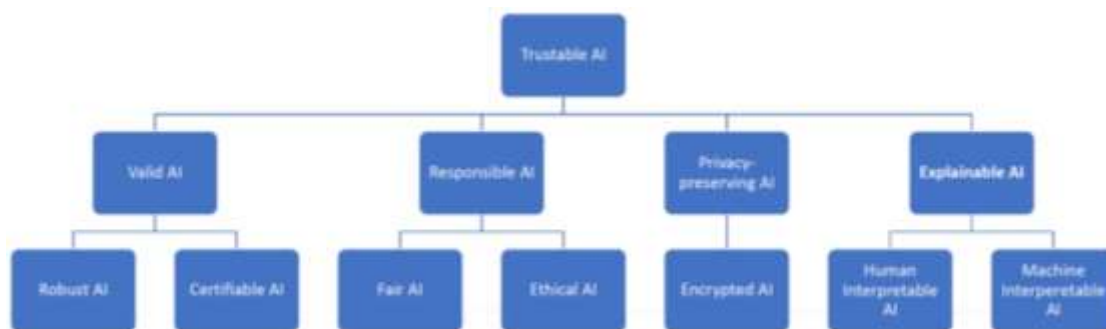 Trustable AI
Valid AI
Responsible AI
Privacy-
preserving AI
Explainable AI
Robust AI
Certifiable AI
Fair AI
Ethical AI
Encrypted AI
Human
Interpretable
AI
Machine
Interperetable
AI